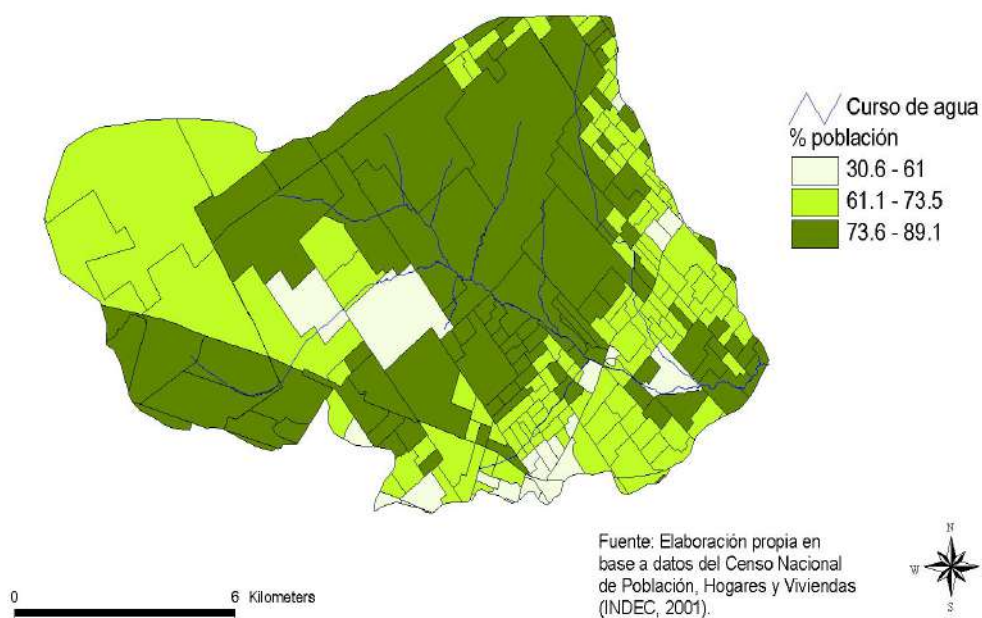 Curso de agua
% población
30.6 - 61
61.1 - 73.5
73.6 - 89.1
Fuente: Elaboración propia en
base a datos del Censo Nacional
de Población, Hogares y Viviendas
(INDEC, 2001).
N
W
S
0 6 Kilometers